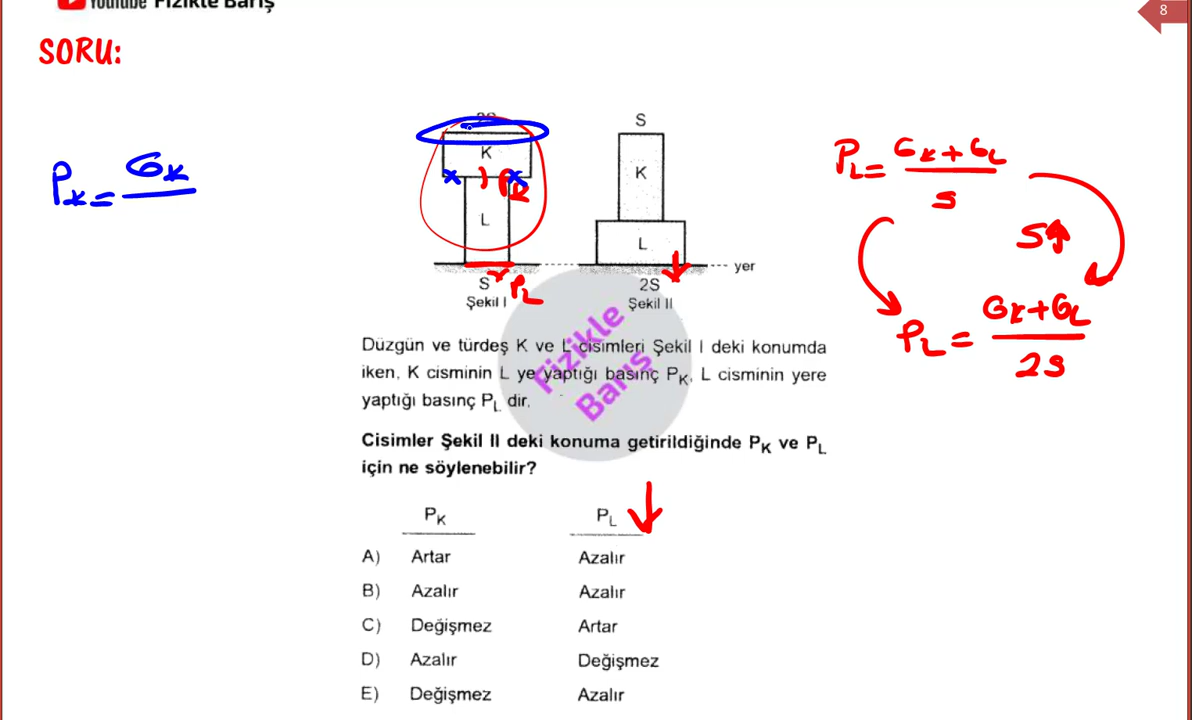 Youtube Fizikle Barış
8
SORU:
2S
K
L
S
PL
Şekil I
S
K
L
2S
Şekil II
yer
PK = GK
PL = GK+GL
S
S↑
PL = GK+GL
2S
Fizikle
Barış
Düzgün ve türdeş K ve L cisimleri Şekil I deki konumda
iken, K cisminin L ye yaptığı basınç PK, L cisminin yere
yaptığı basınç PL dir.
Cisimler Şekil II deki konuma getirildiğinde PK ve PL
için ne söylenebilir?
PK PL
A) Artar Azalır
B) Azalır Azalır
C) Değişmez Artar
D) Azalır Değişmez
E) Değişmez Azalır